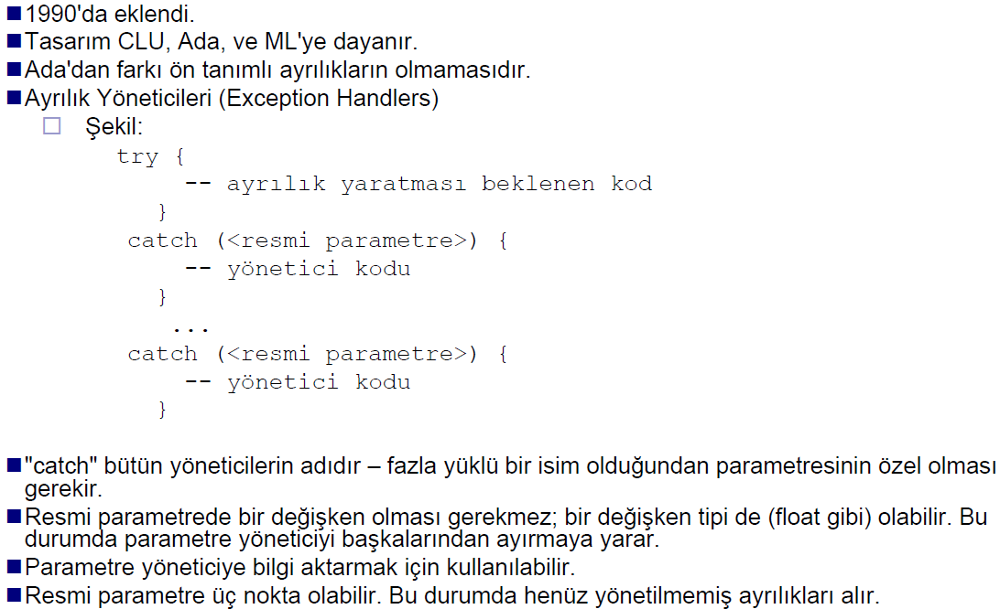 1990'da eklendi.
Tasarım CLU, Ada, ve ML'ye dayanır.
Ada'dan farkı ön tanımlı ayrılıkların olmamasıdır.
Ayrılık Yöneticileri (Exception Handlers)
Şekil:
try {
-- ayrılık yaratması beklenen kod
}
catch (<resmi parametre>) {
-- yönetici kodu
}
...
catch (<resmi parametre>) {
-- yönetici kodu
}
"catch" bütün yöneticilerin adıdır – fazla yüklü bir isim olduğundan parametresinin özel olması
gerekir.
Resmi parametrede bir değişken olması gerekmez; bir değişken tipi de (float gibi) olabilir. Bu
durumda parametre yöneticiyi başkalarından ayırmaya yarar.
Parametre yöneticiye bilgi aktarmak için kullanılabilir.
Resmi parametre üç nokta olabilir. Bu durumda henüz yönetilmemiş ayrılıkları alır.